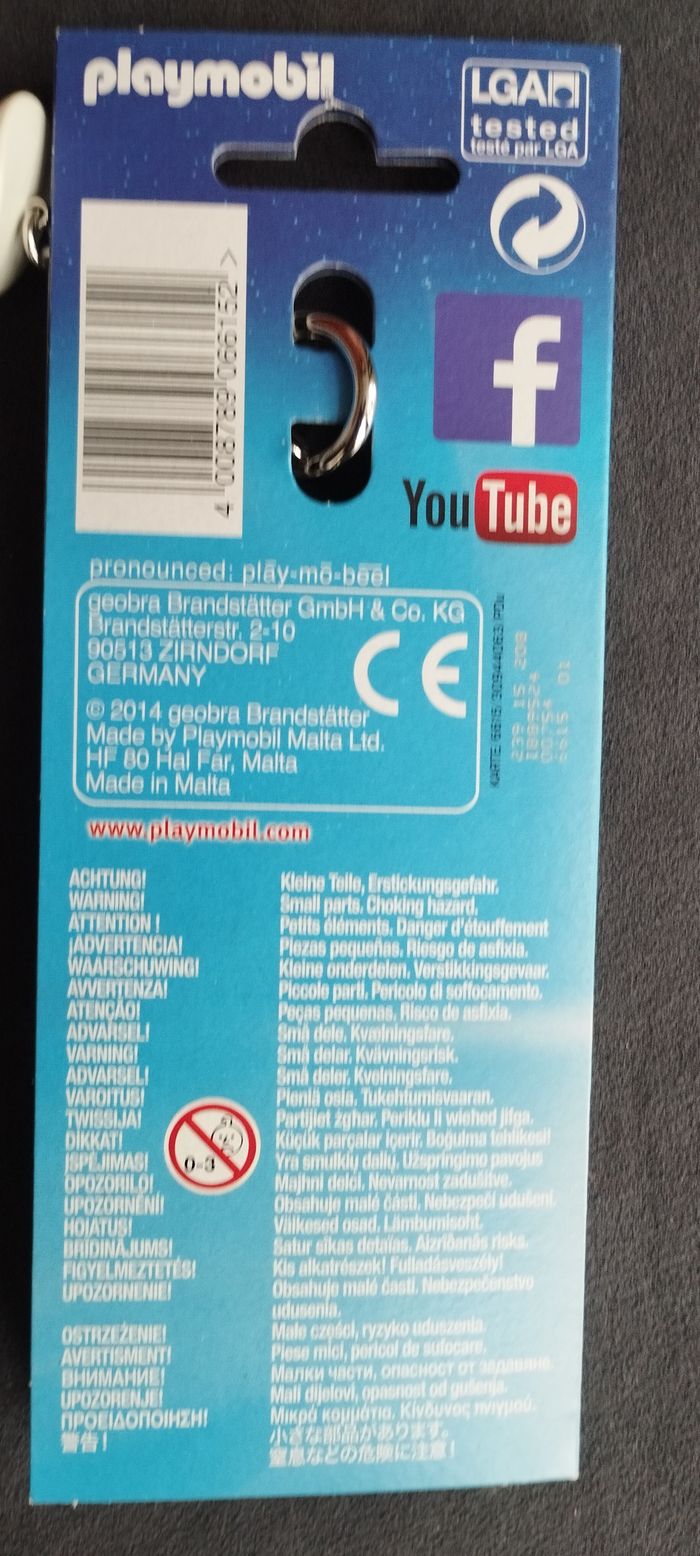 playmobil
LGA
tested
testé par LGA
4 008789 066152 >
f
You Tube
pronounced: plāy-mō-bēēl
geobra Brandstätter GmbH & Co. KG
Brandstätterstr. 2-10
90513 ZIRNDORF
GERMANY
CE
© 2014 geobra Brandstätter
Made by Playmobil Malta Ltd.
HF 80 Hal Far, Malta
Made in Malta
239 15 208
6615 01
www.playmobil.com
ACHTUNG! Kleine Teile, Erstickungsgefahr.
WARNING! Small parts. Choking hazard.
ATTENTION ! Petits éléments. Danger d'étouffement
¡ADVERTENCIA! Piezas pequeñas. Riesgo de asfixia.
WAARSCHUWING! Kleine onderdelen. Verstikkingsgevaar.
AVVERTENZA! Piccole parti. Pericolo di soffocamento.
ATENÇÃO! Peças pequenas. Risco de asfixia.
ADVARSEL! Små dele. Kvælningsfare.
VARNING! Små delar. Kvävningsrisk.
ADVARSEL! Små deler. Kvelningsfare.
VAROITUS! Pieniä osia. Tukehtumisvaaran.
TWISSIJA! Partijiet żgħar. Periklu li wieħed jifga.
DIKKAT! Küçük parçalar içerir. Boğulma tehlikesi!
ĮSPĖJIMAS! Yra smulkių dalių. Užspringimo pavojus
OPOZORILO! Majhni delci. Nevarnost zadušitve.
UPOZORNĚNÍ! Obsahuje malé části. Nebezpečí udušení.
HOIATUS! Väikesed osad. Lämbumisoht.
BRĪDINĀJUMS! Satur sīkas detaļas. Aizrīšanās risks.
FIGYELMEZTETÉS! Kis alkatrészek! Fulladásveszély!
UPOZORNENIE! Obsahuje malé časti. Nebezpečenstvo
udusenia.
OSTRZEŻENIE! Małe części, ryzyko uduszenia.
AVERTISMENT! Piese mici, pericol de sufocare.
ВНИМАНИЕ! Малки части, опасност от задавяне.
UPOZORENJE! Mali dijelovi, opasnost od gušenja.
ΠΡΟΕΙΔΟΠΟΙΗΣΗ! Μικρά κομμάτια. Κίνδυνος πνιγμού.
警告! 小さな部品があります。
窒息などの危険に注意!
0-3